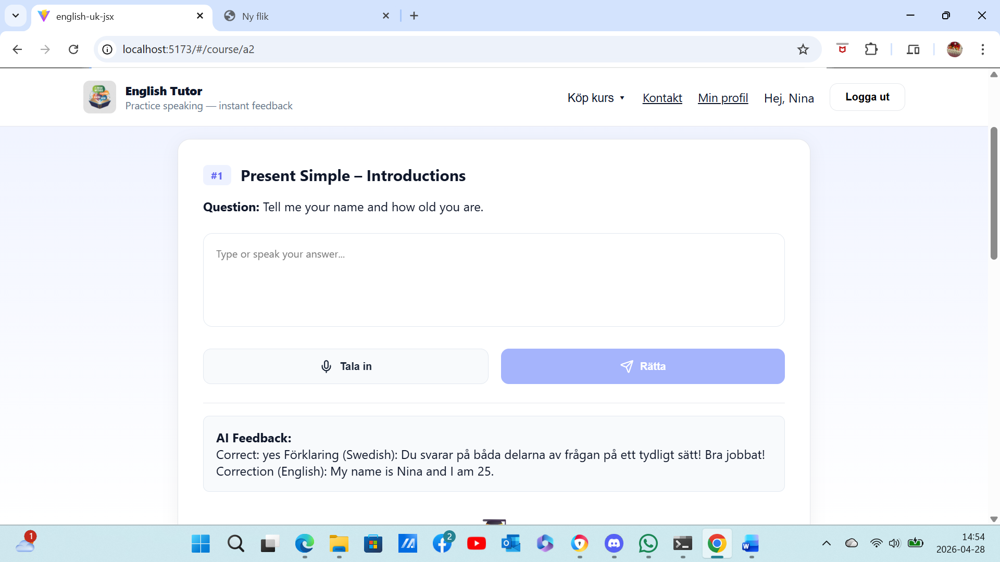 english-uk-jsx
Ny flik
localhost:5173/#/course/a2
English Tutor
Practice speaking — instant feedback
Köp kurs ▼
Kontakt
Min profil
Hej, Nina
Logga ut
#1
Present Simple – Introductions
Question: Tell me your name and how old you are.
Type or speak your answer...
Tala in
Rätta
AI Feedback:
Correct: yes Förklaring (Swedish): Du svarar på båda delarna av frågan på ett tydligt sätt! Bra jobbat!
Correction (English): My name is Nina and I am 25.
1
2
14:54
2026-04-28